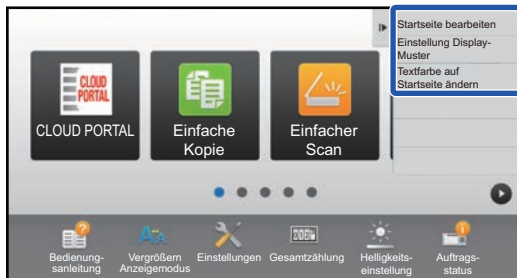 Startseite bearbeiten
Einstellung Display-
Muster
Textfarbe auf
Startseite ändern
CLOUD
PORTAL
CLOUD PORTAL
Einfache
Kopie
Einfacher
Scan
Bedienung-
sanleitung
Vergrößern
Anzeigemodus
Einstellungen
Gesamtzählung
Helligkeits-
einstellung
Auftrags-
status